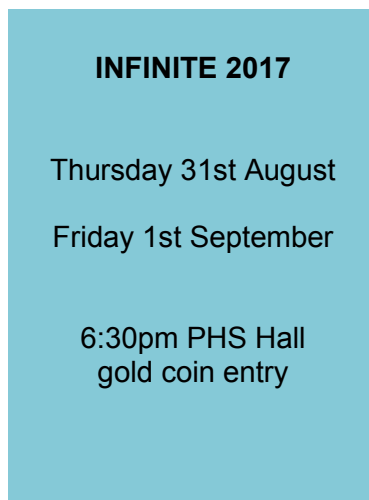 INFINITE 2017
Thursday 31st August
Friday 1st September
6:30pm PHS Hall
gold coin entry